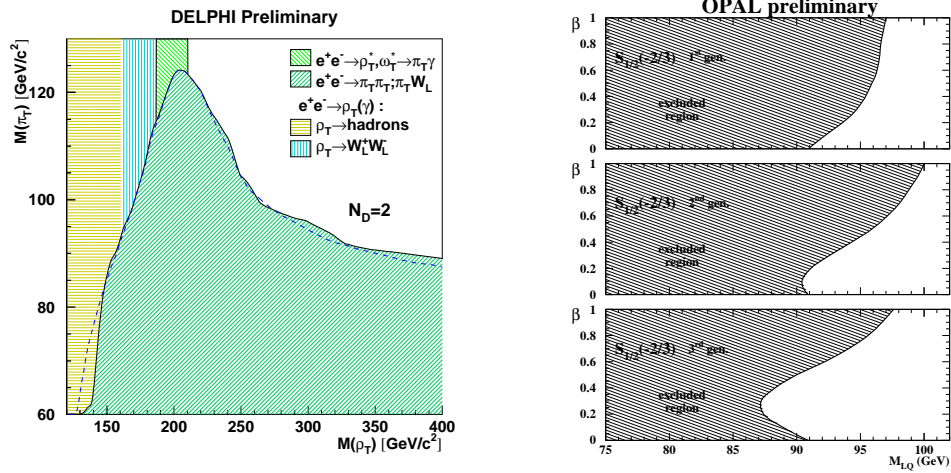 DELPHI Preliminary
M(π_T) [GeV/c²]
120
100
80
60
e⁺e⁻→ρ*_T,ω*_T→π_Tγ
e⁺e⁻→π_Tπ_T;π_TW_L
e⁺e⁻→ρ_T(γ) :
ρ_T→hadrons
ρ_T→W⁺_LW⁻_L
N_D=2
150 200 250 300 350 400
M(ρ_T) [GeV/c²]
OPAL preliminary
β
1
0.8
0.6
0.4
0.2
0
S_1/2(-2/3) 1st gen.
excluded
region
β
1
0.8
0.6
0.4
0.2
0
S_1/2(-2/3) 2nd gen.
excluded
region
β
1
0.8
0.6
0.4
0.2
0
S_1/2(-2/3) 3rd gen.
excluded
region
75 80 85 90 95 100
M_LQ (GeV)